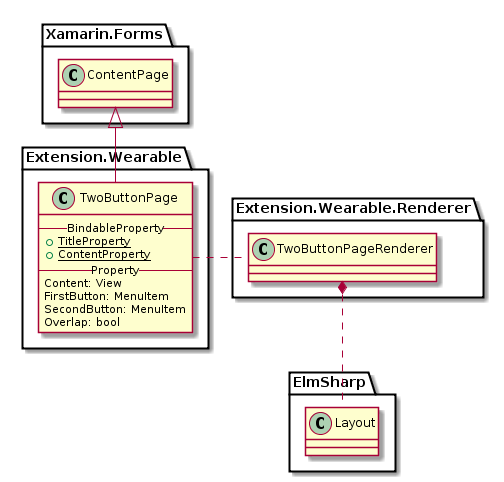 Xamarin.Forms
C ContentPage
Extension.Wearable
C TwoButtonPage
BindableProperty
TitleProperty
ContentProperty
Property
Content: View
FirstButton: MenuItem
SecondButton: MenuItem
Overlap: bool
Extension.Wearable.Renderer
C TwoButtonPageRenderer
ElmSharp
C Layout